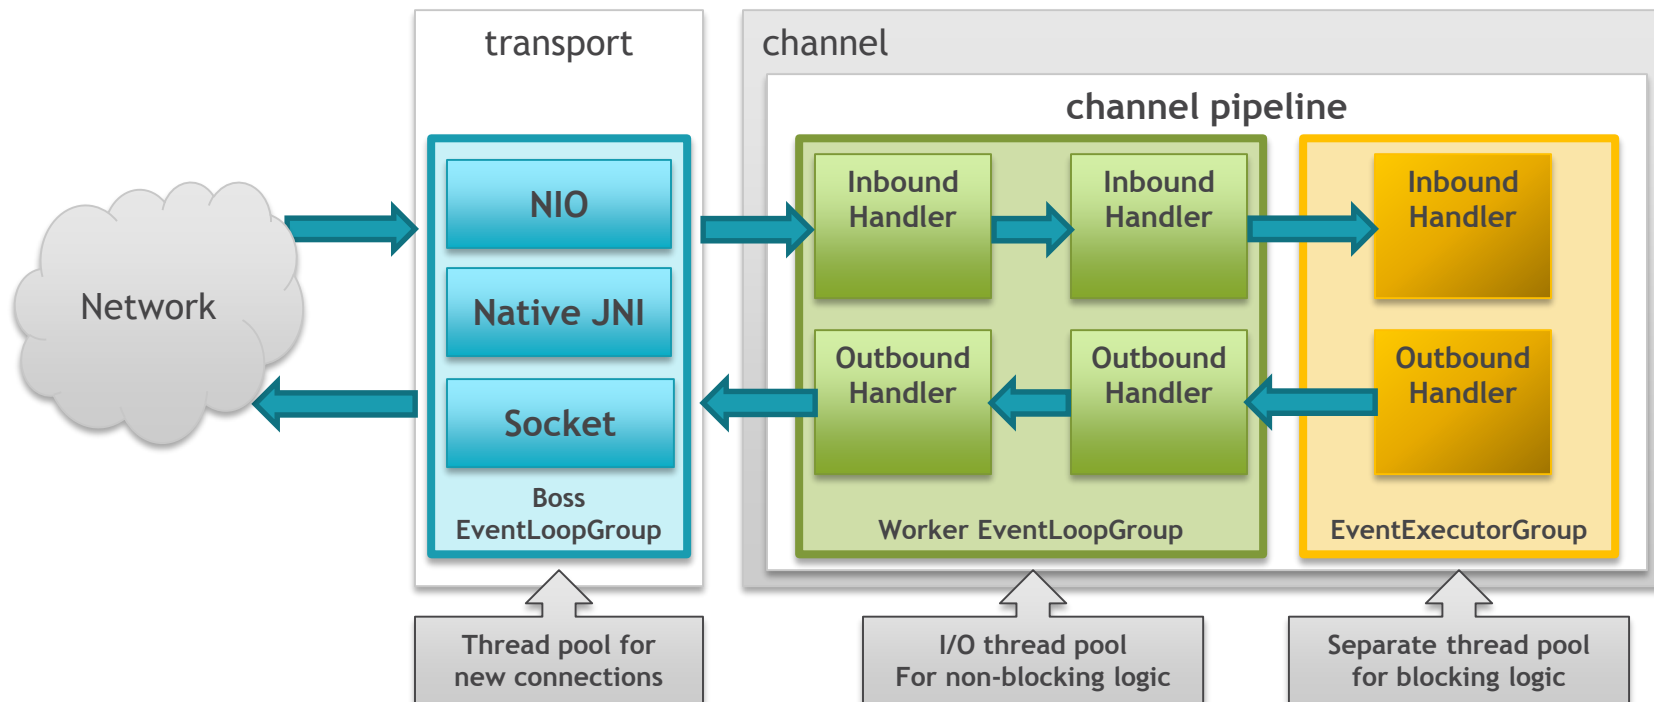 transport
channel
channel pipeline
Network
NIO
Native JNI
Socket
Boss
EventLoopGroup
Inbound
Handler
Inbound
Handler
Inbound
Handler
Outbound
Handler
Outbound
Handler
Outbound
Handler
Worker EventLoopGroup
EventExecutorGroup
Thread pool for
new connections
I/O thread pool
For non-blocking logic
Separate thread pool
for blocking logic